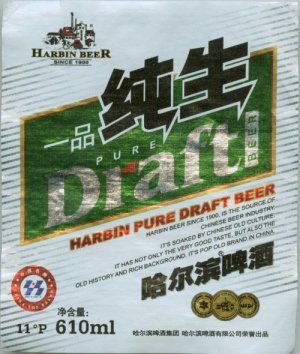 HARBIN BEER
SINCE 1900
一品
纯生
PURE
Draft
BEER
HARBIN PURE DRAFT BEER
HARBIN BEER SINCE 1900, IS THE SOURCE OF
CHINESE BEER INDUSTRY.
IT'S SOAKED BY CHINESE OLD CULTURE
IT HAS NOT ONLY THE VERY GOOD TASTE, BUT ALSO THE
OLD HISTORY AND RICH BACKGROUND. IT'S POP OLD BRAND IN CHINA
哈尔滨啤酒
净含量:
11°P 610ml
哈尔滨啤酒集团 哈尔滨啤酒有限公司荣誉出品